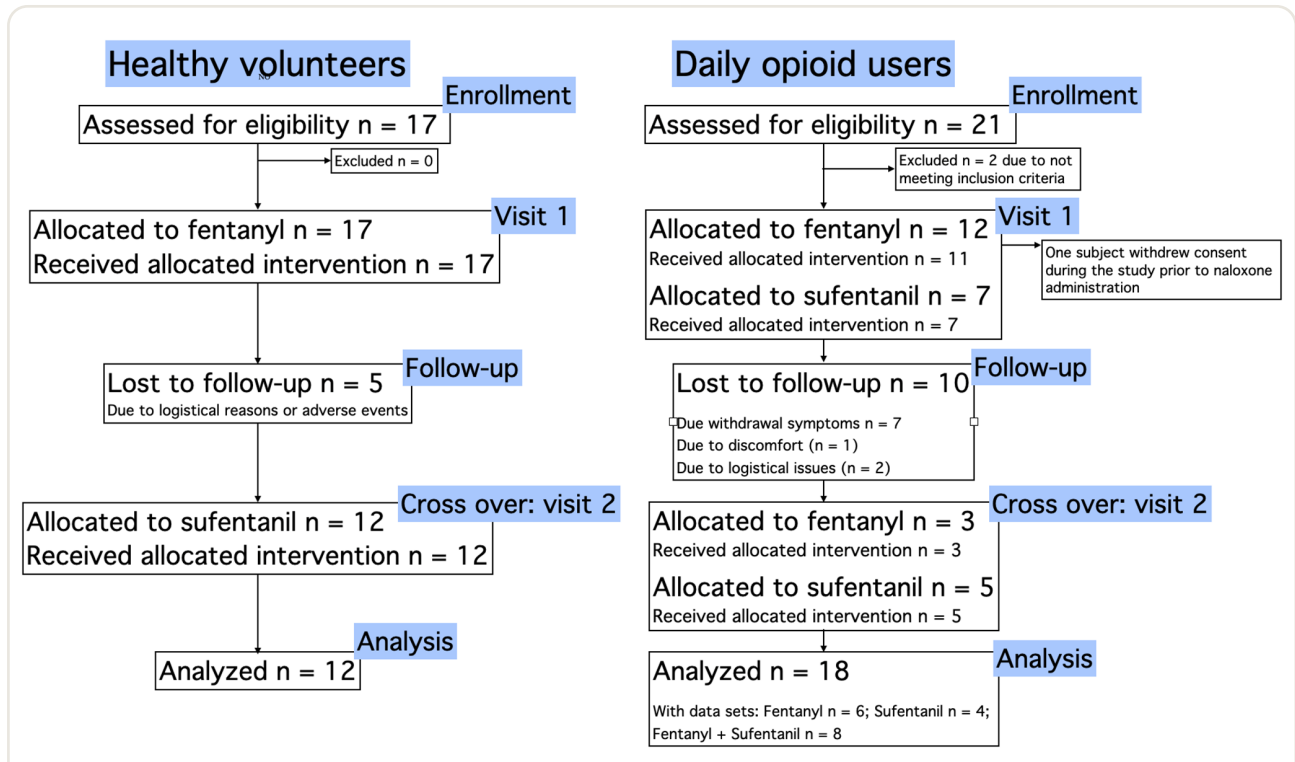 Healthy volunteers
NO
Enrollment
Assessed for eligibility n = 17
Excluded n = 0
Visit 1
Allocated to fentanyl n = 17
Received allocated intervention n = 17
Follow-up
Lost to follow-up n = 5
Due to logistical reasons or adverse events
Cross over: visit 2
Allocated to sufentanil n = 12
Received allocated intervention n = 12
Analysis
Analyzed n = 12
Daily opioid users
Enrollment
Assessed for eligibility n = 21
Excluded n = 2 due to not
meeting inclusion criteria
Visit 1
Allocated to fentanyl n = 12
Received allocated intervention n = 11
Allocated to sufentanil n = 7
Received allocated intervention n = 7
One subject withdrew consent
during the study prior to naloxone
administration
Follow-up
Lost to follow-up n = 10
Due withdrawal symptoms n = 7
Due to discomfort (n = 1)
Due to logistical issues (n = 2)
Cross over: visit 2
Allocated to fentanyl n = 3
Received allocated intervention n = 3
Allocated to sufentanil n = 5
Received allocated intervention n = 5
Analysis
Analyzed n = 18
With data sets: Fentanyl n = 6; Sufentanil n = 4;
Fentanyl + Sufentanil n = 8